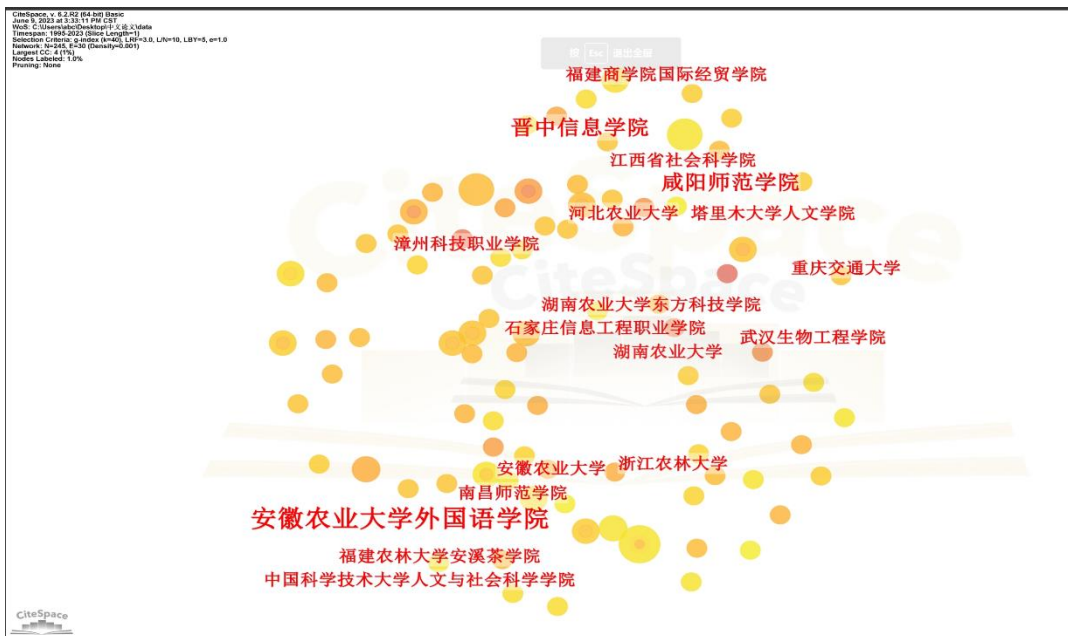 CiteSpace, v. 6.2.R2 (64-bit) Basic
June 9, 2023 at 3:33:11 PM CST
WoS: C:\Users\abc\Desktop\中文论文\data
Timespan: 1995-2023 (Slice Length=1)
Selection Criteria: g-index (k=40), LRF=3.0, L/N=10, LBY=5, e=1.0
Network: N=245, E=30 (Density=0.001)
Largest CC: 4 (1%)
Nodes Labeled: 1.0%
Pruning: None
按 Esc 退出全屏
福建商学院国际经贸学院
晋中信息学院
江西省社会科学院
咸阳师范学院
河北农业大学 塔里木大学人文学院
漳州科技职业学院
CiteSpace
重庆交通大学
CiteSpace
湖南农业大学东方科技学院
石家庄信息工程职业学院
武汉生物工程学院
湖南农业大学
安徽农业大学 浙江农林大学
南昌师范学院
安徽农业大学外国语学院
福建农林大学安溪茶学院
中国科学技术大学人文与社会科学学院
CiteSpace